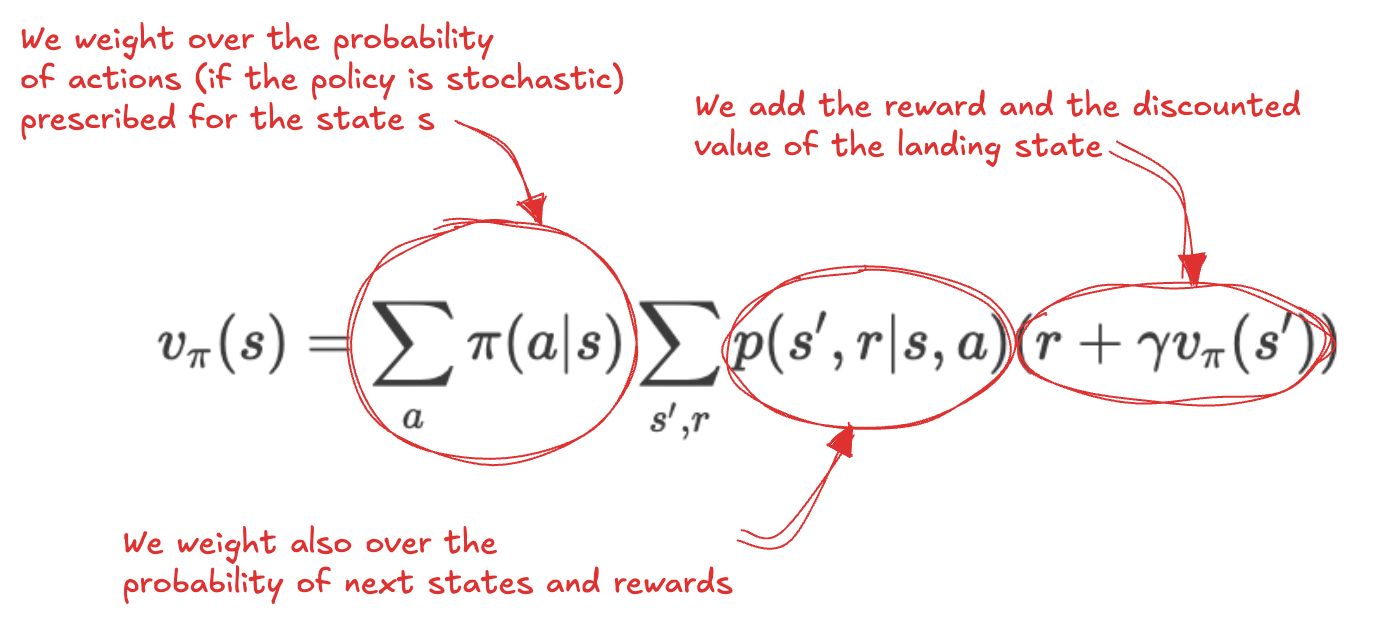 We weight over the probability
of actions (if the policy is stochastic)
prescribed for the state s
We add the reward and the discounted
value of the landing state
v_π(s) = ∑_a π(a|s) ∑_{s′,r} p(s′, r|s, a)(r + γv_π(s′))
We weight also over the
probability of next states and rewards